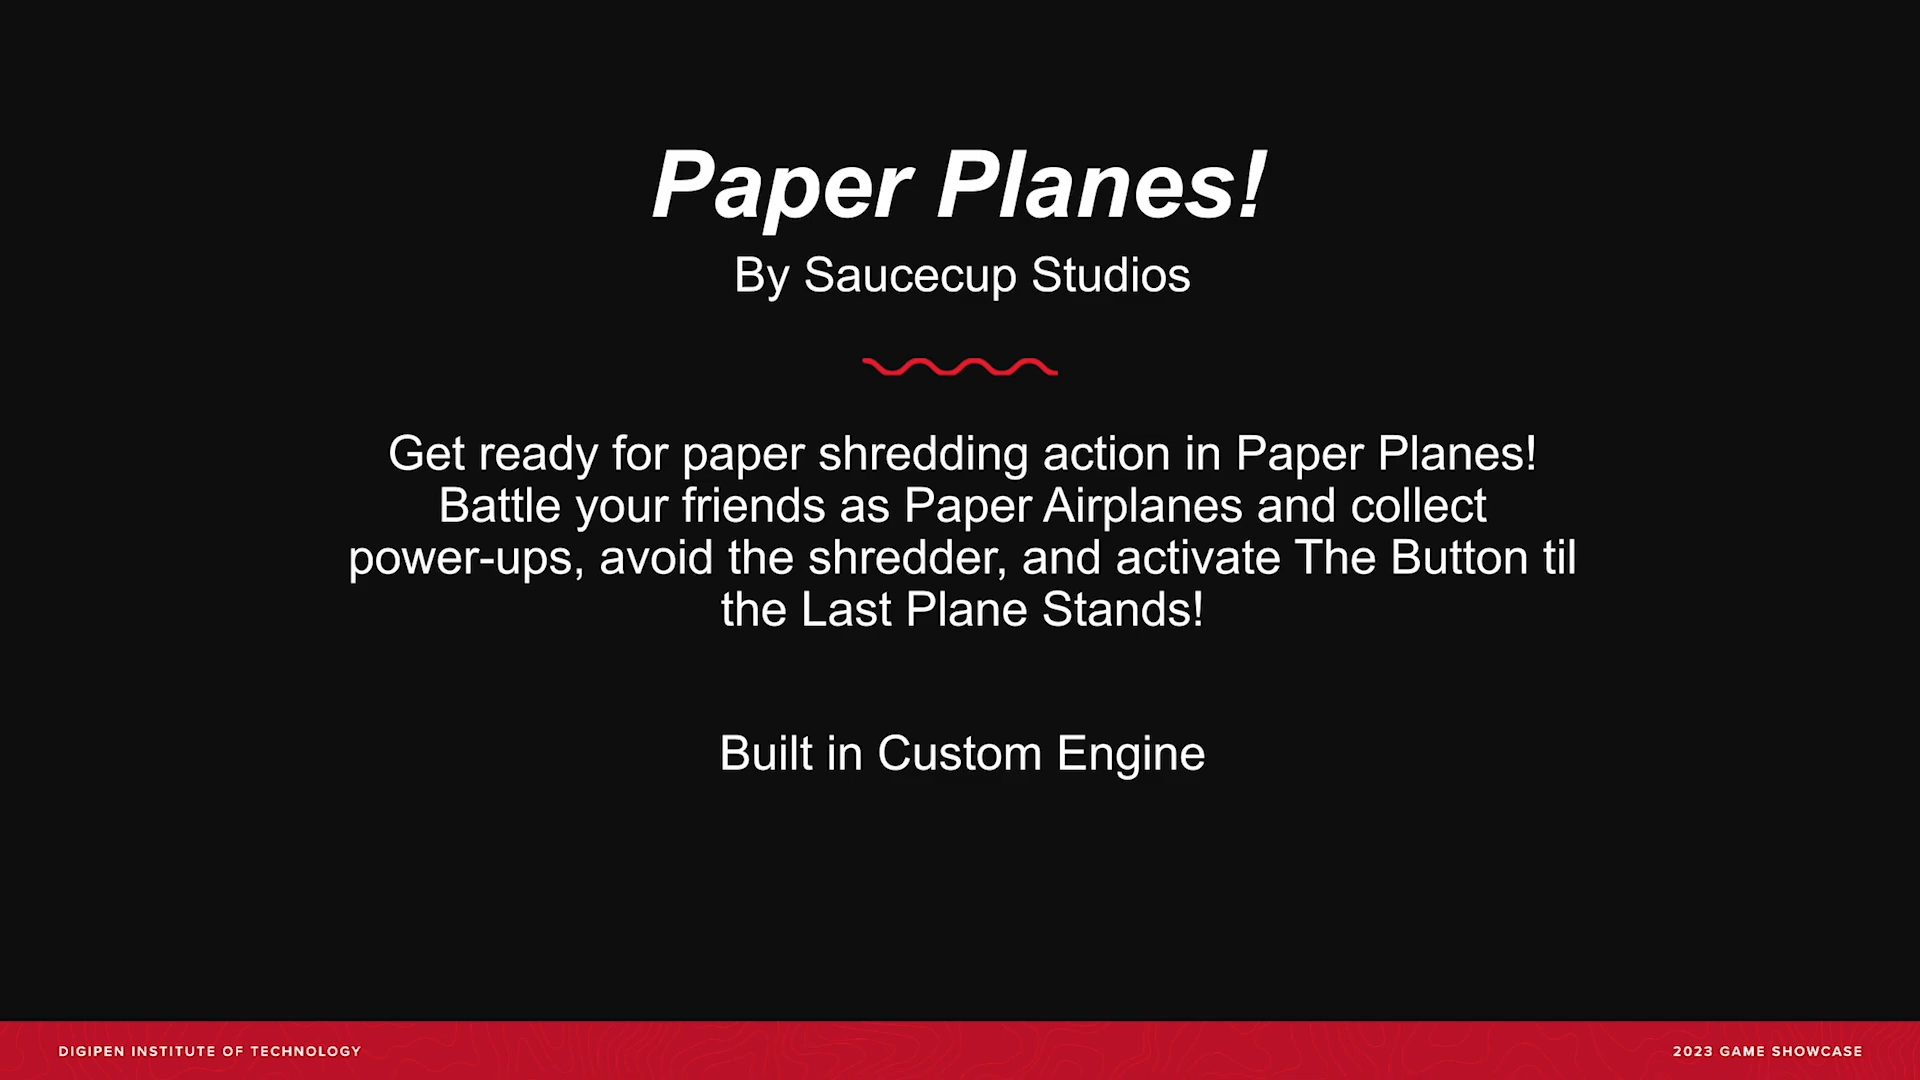 Paper Planes!
By Saucecup Studios
Get ready for paper shredding action in Paper Planes!
Battle your friends as Paper Airplanes and collect
power-ups, avoid the shredder, and activate The Button til
the Last Plane Stands!
Built in Custom Engine
DIGIPEN INSTITUTE OF TECHNOLOGY
2023 GAME SHOWCASE